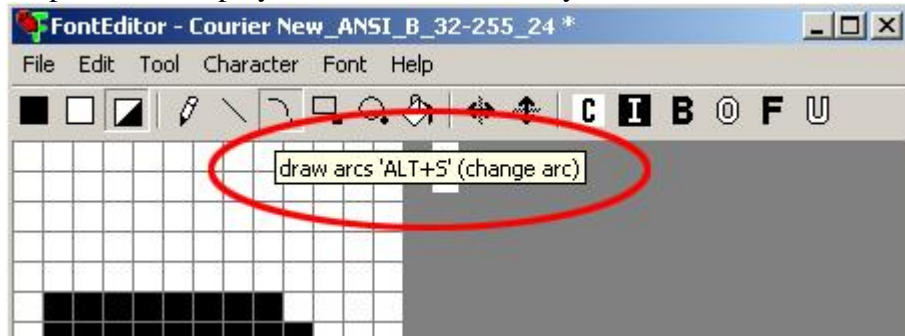 FontEditor - Courier New_ANSI_B_32-255_24 *
File Edit Tool Character Font Help
C I B O F U
draw arcs 'ALT+S' (change arc)